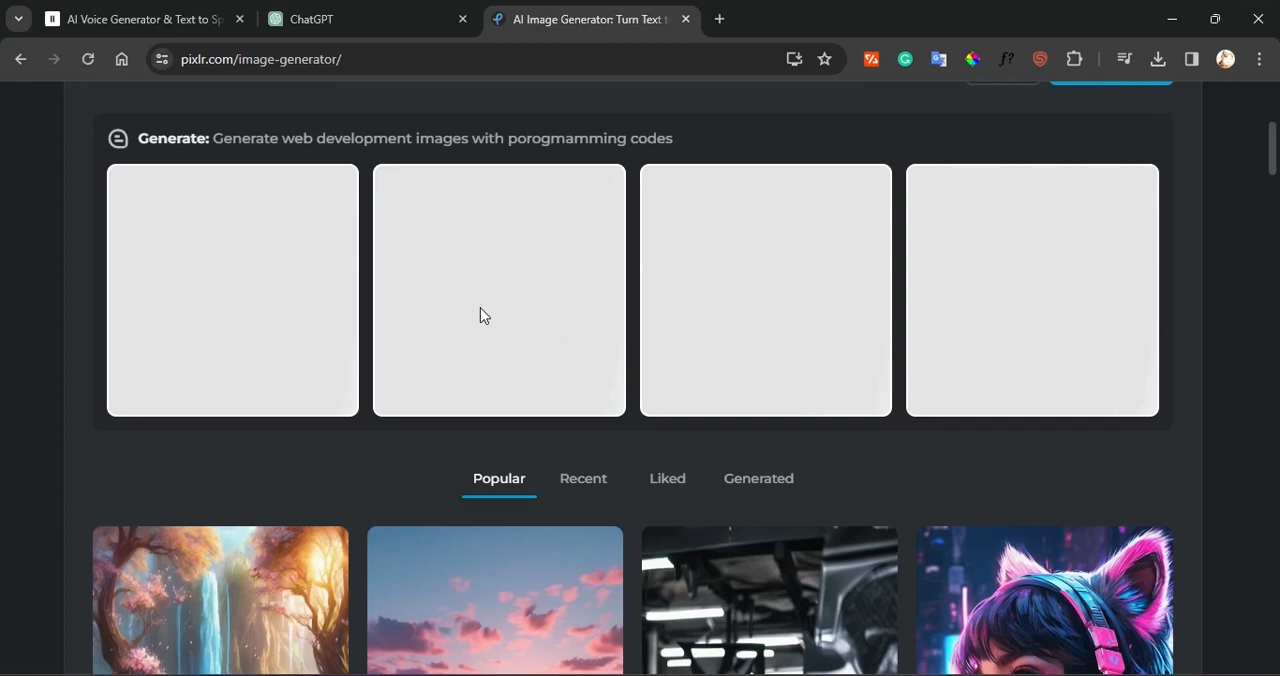 AI Voice Generator & Text to Sp
ChatGPT
AI Image Generator: Turn Text t
pixlr.com/image-generator/
f?
Generate: Generate web development images with porogmamming codes
Popular Recent Liked Generated